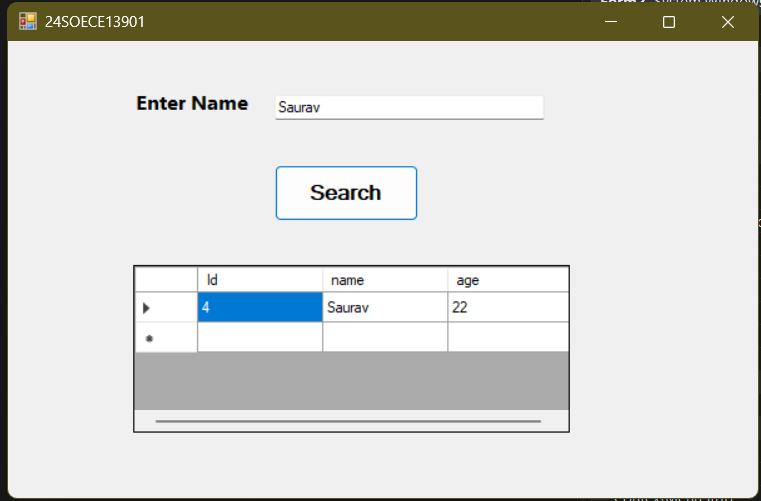 24SOECE13901
Enter Name Saurav
Search
Id name age
4 Saurav 22